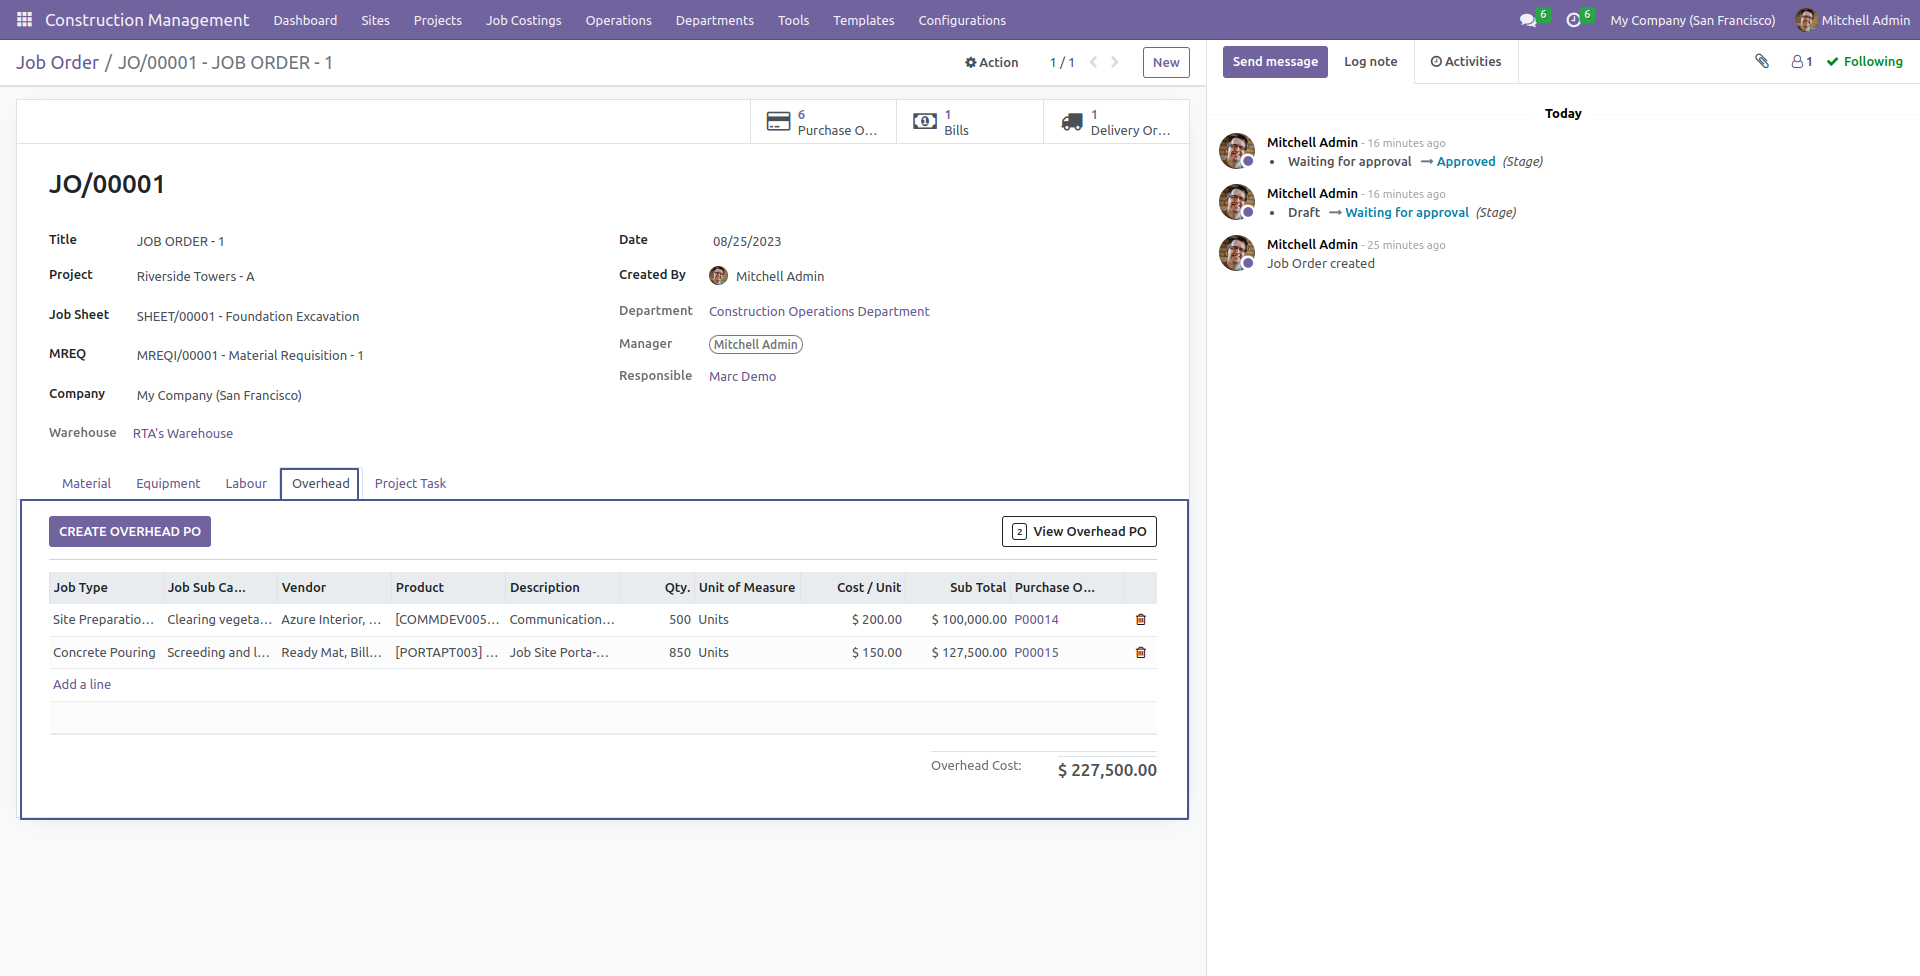 Construction Management Dashboard Sites Projects Job Costings Operations Departments Tools Templates Configurations 6 6 My Company (San Francisco) Mitchell Admin
Job Order / JO/00001 - JOB ORDER - 1 Action 1 / 1 New
Send message Log note Activities 1 Following
6 Purchase O...
1 Bills
1 Delivery Or...
JO/00001
Title JOB ORDER - 1
Project Riverside Towers - A
Job Sheet SHEET/00001 - Foundation Excavation
MREQ MREQI/00001 - Material Requisition - 1
Company My Company (San Francisco)
Warehouse RTA's Warehouse
Date 08/25/2023
Created By Mitchell Admin
Department Construction Operations Department
Manager Mitchell Admin
Responsible Marc Demo
Material Equipment Labour Overhead Project Task
CREATE OVERHEAD PO 2 View Overhead PO
Job Type Job Sub Ca... Vendor Product Description Qty. Unit of Measure Cost / Unit Sub Total Purchase O...
Site Preparatio... Clearing vegeta... Azure Interior, ... [COMMDEV005... Communication... 500 Units $ 200.00 $ 100,000.00 P00014
Concrete Pouring Screeding and l... Ready Mat, Bill... [PORTAPT003] ... Job Site Porta-... 850 Units $ 150.00 $ 127,500.00 P00015
Add a line
Overhead Cost: $ 227,500.00
Today
Mitchell Admin - 16 minutes ago
• Waiting for approval → Approved (Stage)
Mitchell Admin - 16 minutes ago
• Draft → Waiting for approval (Stage)
Mitchell Admin - 25 minutes ago
Job Order created